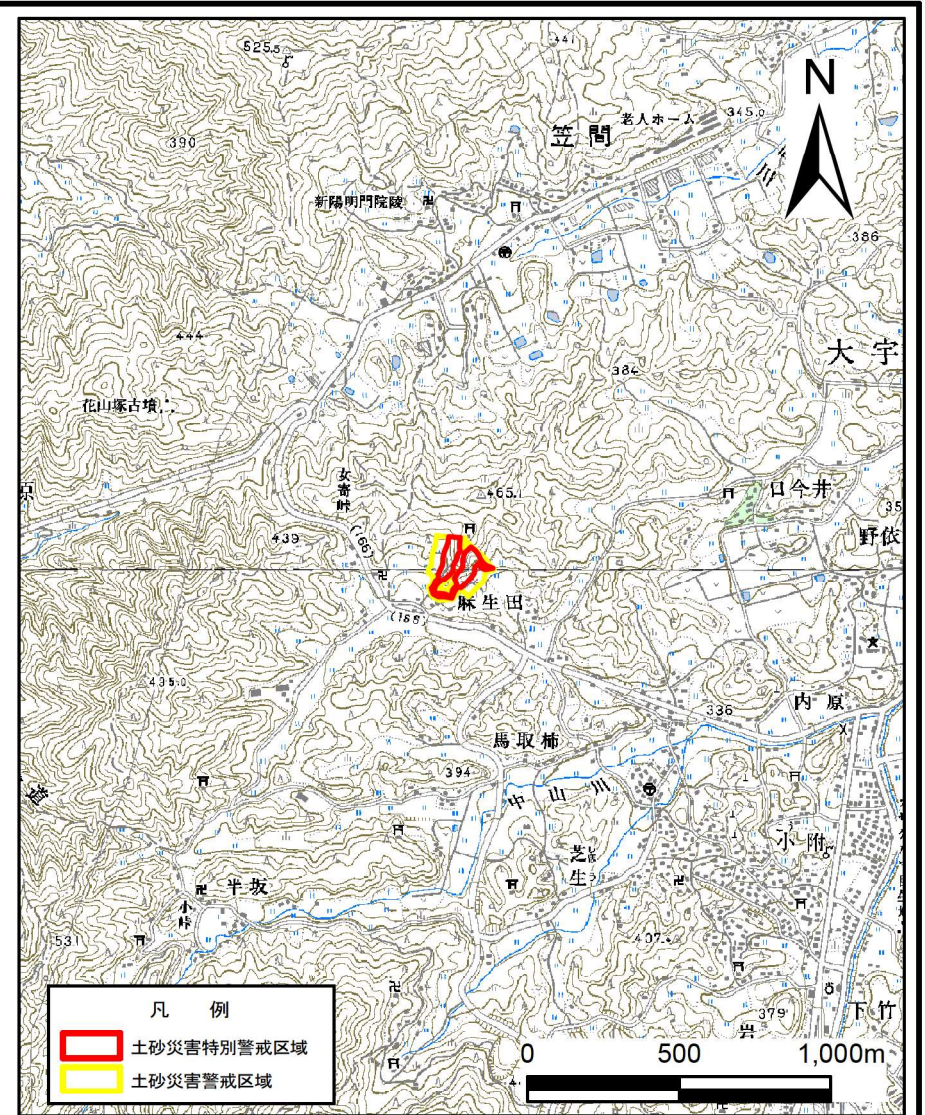 525.5
441
N
老人ホーム
345.0
笠間
390
川
新陽明門院陵
386
444
大宇
384
花山塚古墳
女寄峠
465.1
口今井
35
野依
439
(166)
麻生田
(166)
435.0
内原
336
馬取柿
394
中山川
小附
芝生
半坂
小峠
531
407.4
379
下竹
岩
凡 例
土砂災害特別警戒区域
土砂災害警戒区域
0 500 1,000m